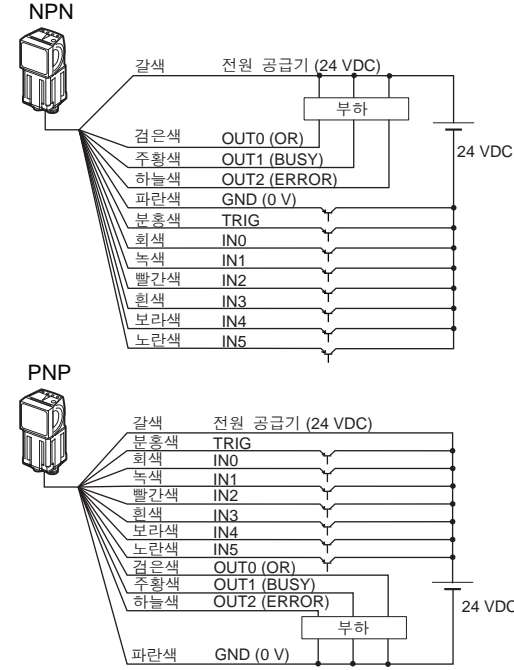 NPN
갈색 전원 공급기 (24 VDC)
부하
24 VDC
검은색 OUT0 (OR)
주황색 OUT1 (BUSY)
하늘색 OUT2 (ERROR)
파란색 GND (0 V)
분홍색 TRIG
회색 IN0
녹색 IN1
빨간색 IN2
흰색 IN3
보라색 IN4
노란색 IN5
PNP
갈색 전원 공급기 (24 VDC)
분홍색 TRIG
회색 IN0
녹색 IN1
빨간색 IN2
흰색 IN3
보라색 IN4
노란색 IN5
검은색 OUT0 (OR)
주황색 OUT1 (BUSY)
하늘색 OUT2 (ERROR)
24 VDC
부하
파란색 GND (0 V)